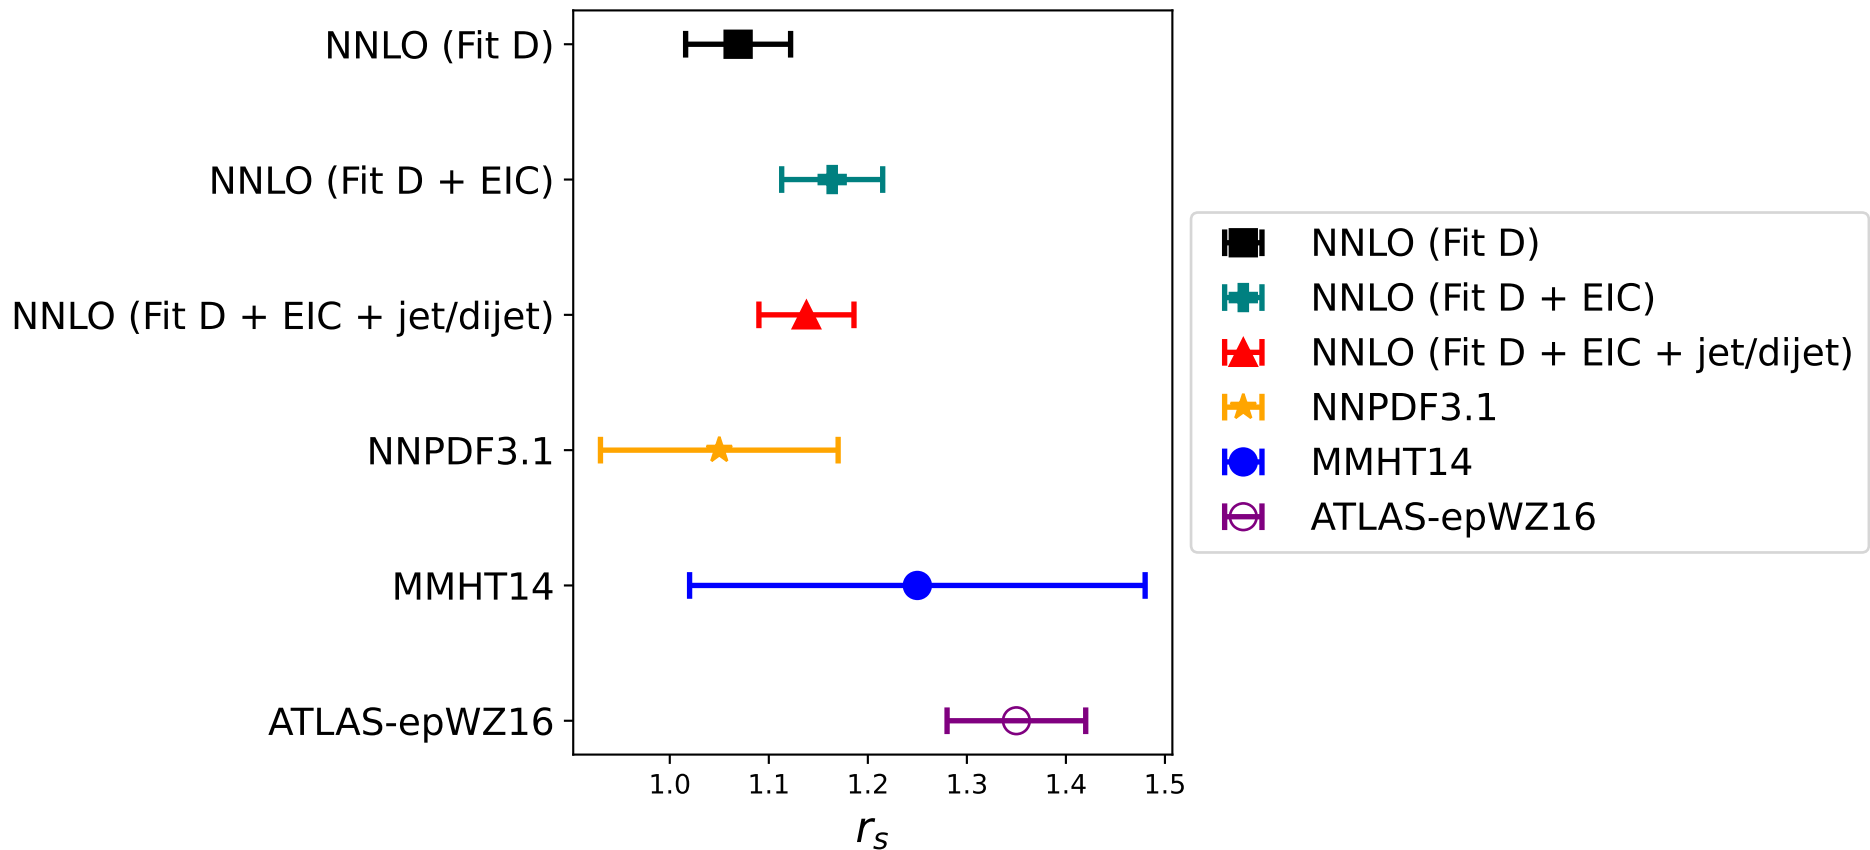 NNLO (Fit D)
NNLO (Fit D + EIC)
NNLO (Fit D + EIC + jet/dijet)
NNPDF3.1
MMHT14
ATLAS-epWZ16
1.0 1.1 1.2 1.3 1.4 1.5
r_s
NNLO (Fit D)
NNLO (Fit D + EIC)
NNLO (Fit D + EIC + jet/dijet)
NNPDF3.1
MMHT14
ATLAS-epWZ16